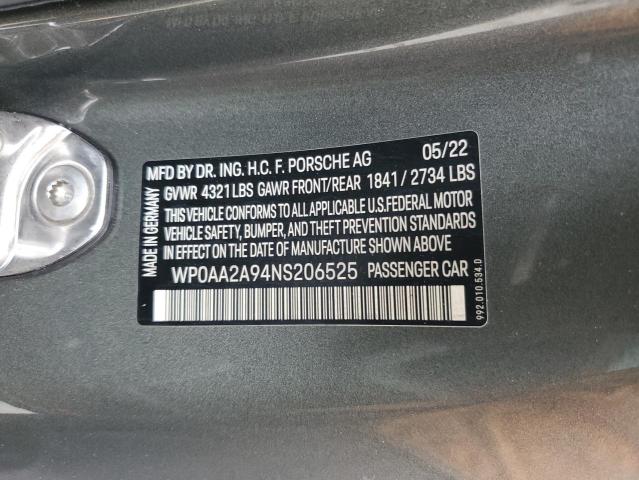 MFD BY DR. ING. H.C. F. PORSCHE AG 05/22
GVWR 4321 LBS GAWR FRONT/REAR 1841 / 2734 LBS
THIS VEHICLE CONFORMS TO ALL APPLICABLE U.S. FEDERAL MOTOR
VEHICLE SAFETY, BUMPER, AND THEFT PREVENTION STANDARDS
IN EFFECT ON THE DATE OF MANUFACTURE SHOWN ABOVE
WP0AA2A94NS206525 PASSENGER CAR
MADE IN GERMANY
992.010.534.0